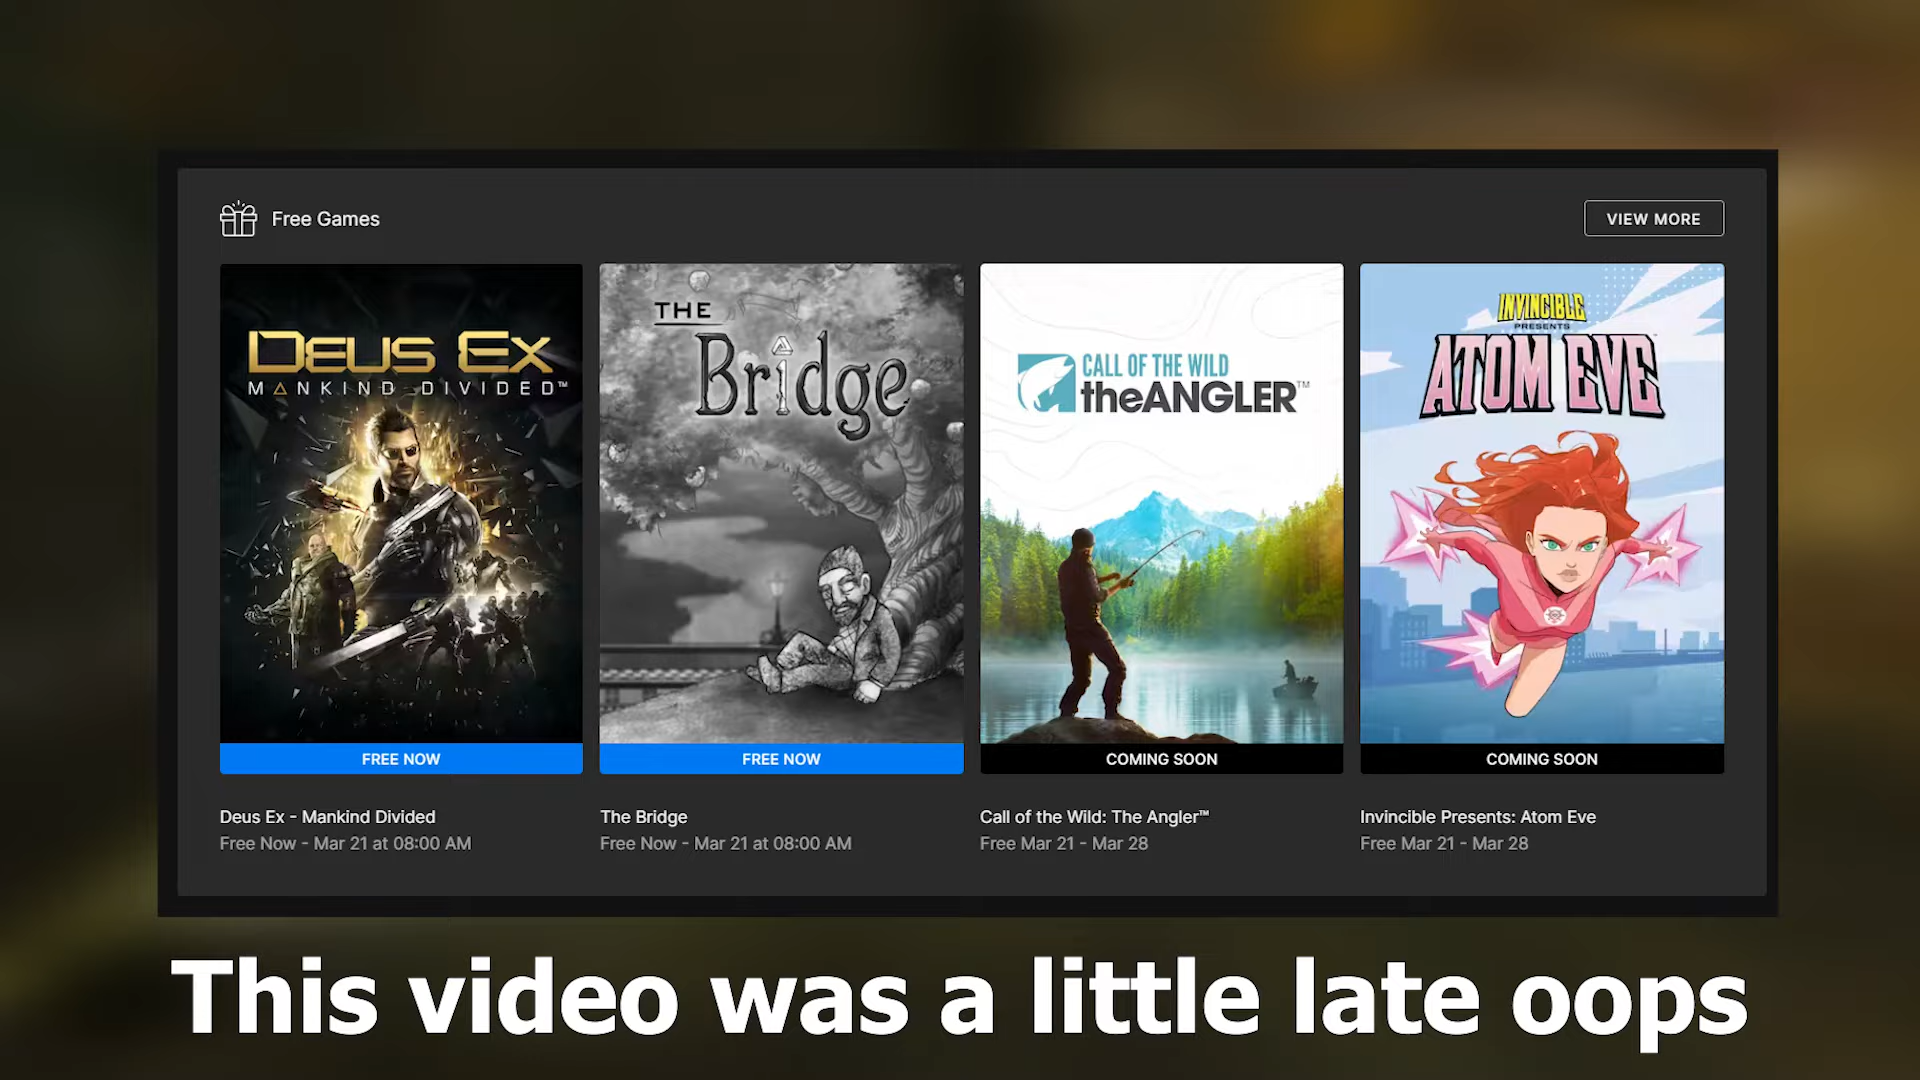 Free Games
VIEW MORE
DEUS EX
MANKIND DIVIDED™
FREE NOW
Deus Ex - Mankind Divided
Free Now - Mar 21 at 08:00 AM
THE
Bridge
FREE NOW
The Bridge
Free Now - Mar 21 at 08:00 AM
CALL OF THE WILD
theANGLER™
COMING SOON
Call of the Wild: The Angler™
Free Mar 21 - Mar 28
INVINCIBLE
PRESENTS
ATOM EVE
COMING SOON
Invincible Presents: Atom Eve
Free Mar 21 - Mar 28
This video was a little late oops